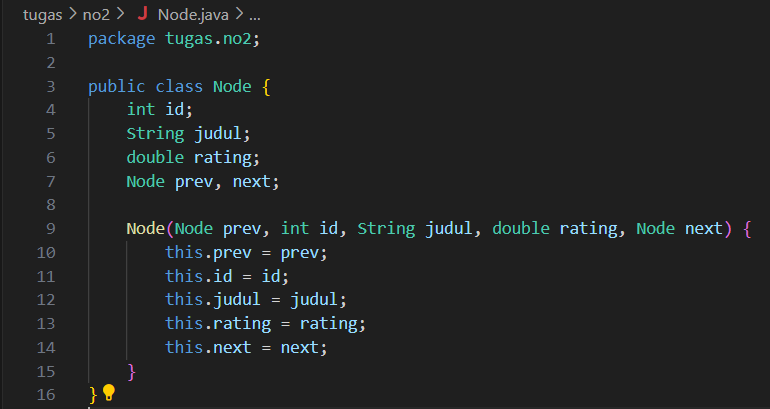 tugas > no2 > J Node.java > ...
1 package tugas.no2;
2
3 public class Node {
4     int id;
5     String judul;
6     double rating;
7     Node prev, next;
8
9     Node(Node prev, int id, String judul, double rating, Node next) {
10         this.prev = prev;
11         this.id = id;
12         this.judul = judul;
13         this.rating = rating;
14         this.next = next;
15     }
16 }